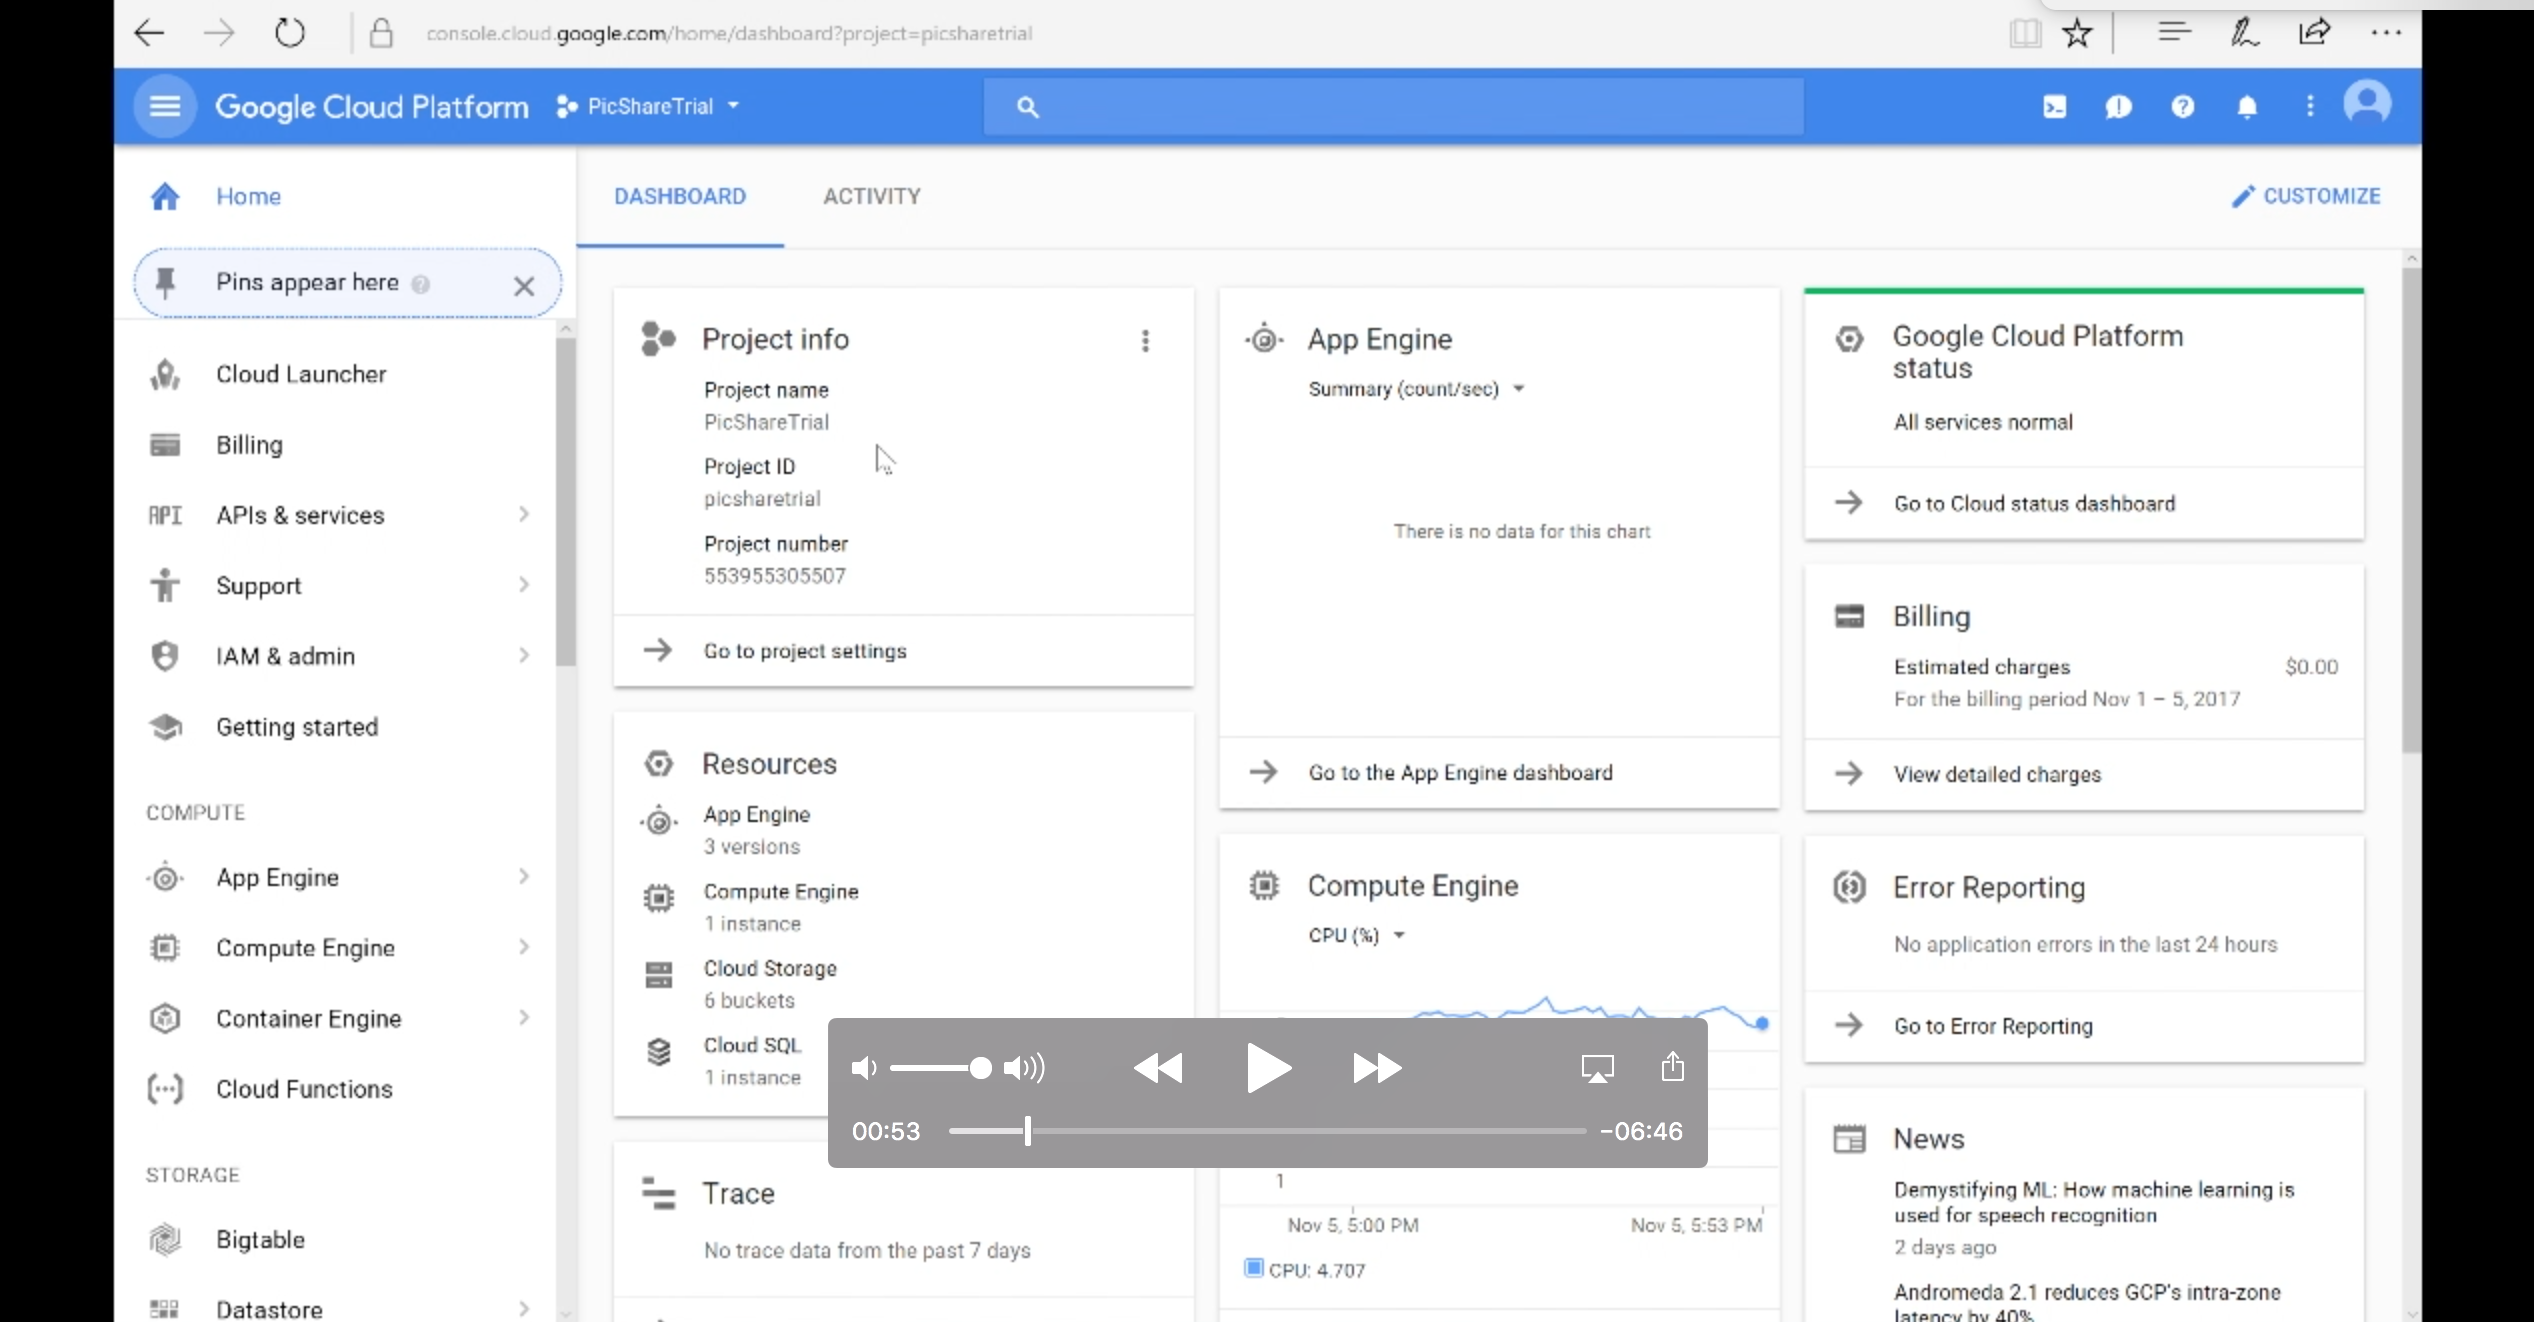 console.cloud.google.com/home/dashboard?project=picsharetrial
Google Cloud Platform
PicShareTrial
Home
Pins appear here
Cloud Launcher
Billing
API
APIs & services
Support
IAM & admin
Getting started
COMPUTE
App Engine
Compute Engine
Container Engine
Cloud Functions
STORAGE
Bigtable
Datastore
DASHBOARD
ACTIVITY
CUSTOMIZE
Project info
Project name
PicShareTrial
Project ID
picsharetrial
Project number
553955305507
Go to project settings
Resources
App Engine
3 versions
Compute Engine
1 instance
Cloud Storage
6 buckets
Cloud SQL
1 instance
Trace
No trace data from the past 7 days
App Engine
Summary (count/sec)
There is no data for this chart
Go to the App Engine dashboard
Compute Engine
CPU (%)
1
Nov 5, 5:00 PM
Nov 5, 5:53 PM
CPU: 4.707
00:53
-06:46
Google Cloud Platform
status
All services normal
Go to Cloud status dashboard
Billing
Estimated charges
$0.00
For the billing period Nov 1 – 5, 2017
View detailed charges
Error Reporting
No application errors in the last 24 hours
Go to Error Reporting
News
Demystifying ML: How machine learning is
used for speech recognition
2 days ago
Andromeda 2.1 reduces GCP's intra-zone
latency by 40%